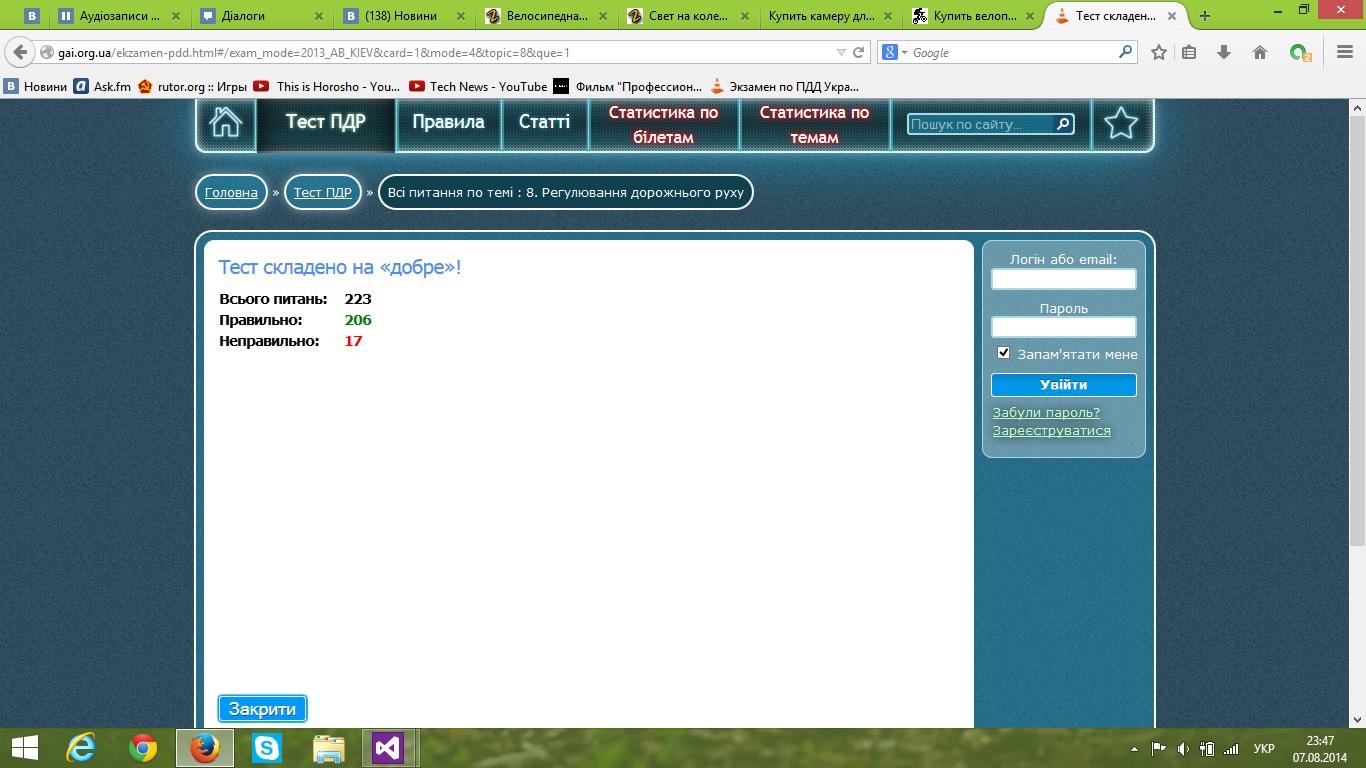 Аудіозаписи ...
Діалоги
(138) Новини
Велосипедна...
Свет на коле...
Купить камеру дл...
Купить велоп...
Тест складен...
gai.org.ua/ekzamen-pdd.html#/exam_mode=2013_AB_KIEV&card=1&mode=4&topic=8&que=1
Google
2
Новини
Ask.fm
rutor.org :: Игры
This is Horosho - You...
Tech News - YouTube
Фильм "Профессион...
Экзамен по ПДД Укра...
Тест ПДР
Правила
Статті
Статистика по
білетам
Статистика по
темам
Пошук по сайту...
Головна » Тест ПДР » Всі питання по темі : 8. Регулювання дорожнього руху
Тест складено на «добре»!
Всього питань: 223
Правильно: 206
Неправильно: 17
Закрити
Логін або email:
Пароль
Запам'ятати мене
Увійти
Забули пароль?
Зареєструватися
УКР
23:47
07.08.2014